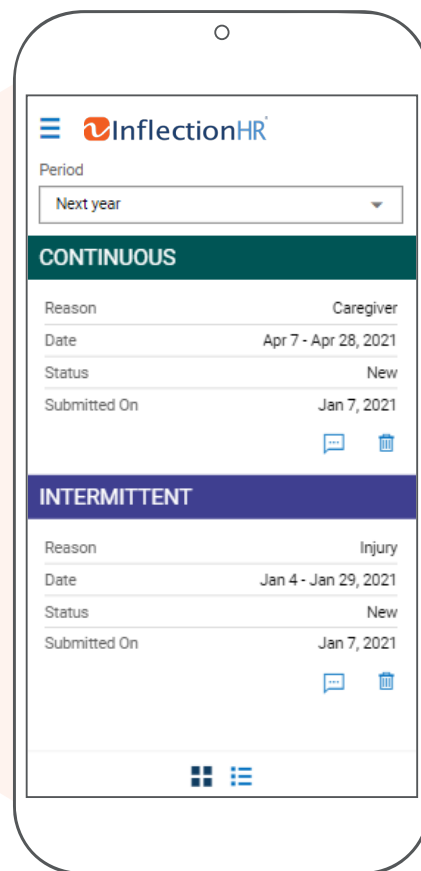 InflectionHR
Period
Next year
CONTINUOUS
Reason Caregiver
Date Apr 7 - Apr 28, 2021
Status New
Submitted On Jan 7, 2021
INTERMITTENT
Reason Injury
Date Jan 4 - Jan 29, 2021
Status New
Submitted On Jan 7, 2021